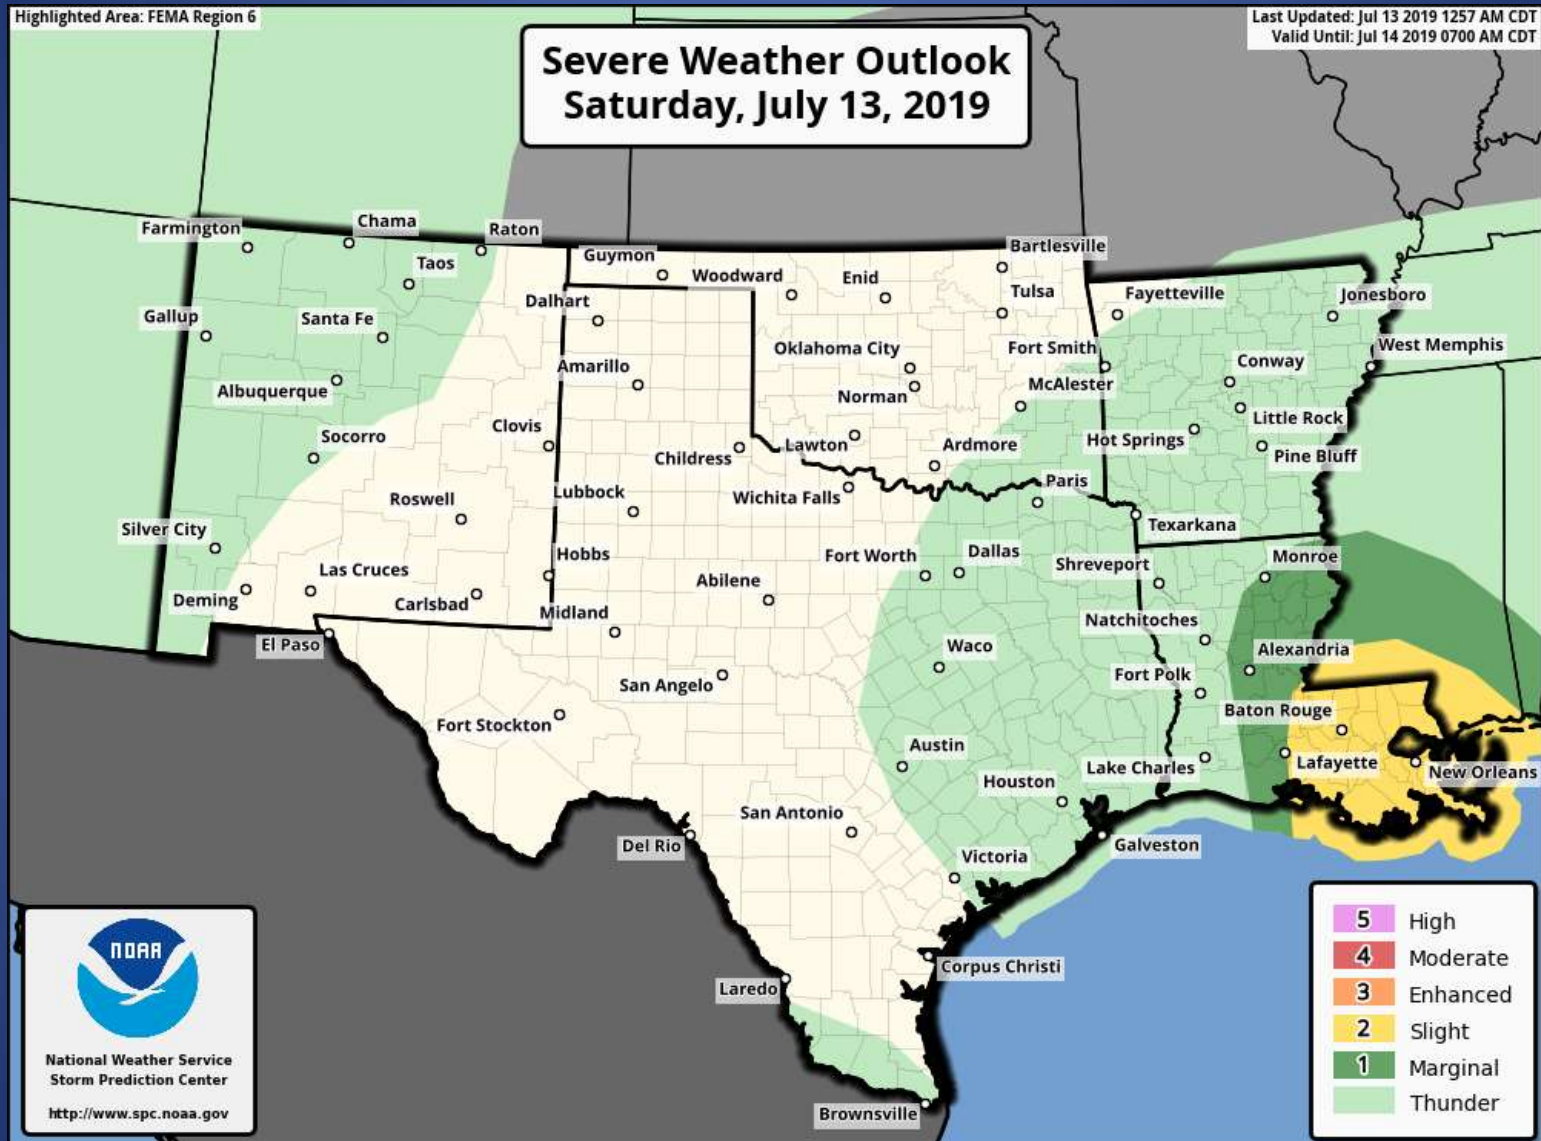 Highlighted Area: FEMA Region 6
Last Updated: Jul 13 2019 1257 AM CDT
Valid Until: Jul 14 2019 0700 AM CDT
Severe Weather Outlook
Saturday, July 13, 2019
Farmington
Chama
Raton
Taos
Guymon
Woodward
Enid
Bartlesville
Dalhart
Tulsa
Fayetteville
Jonesboro
Gallup
Santa Fe
Oklahoma City
Fort Smith
West Memphis
Amarillo
Conway
Albuquerque
Norman
McAlester
Little Rock
Socorro
Clovis
Childress
Lawton
Ardmore
Hot Springs
Pine Bluff
Roswell
Lubbock
Wichita Falls
Paris
Texarkana
Silver City
Las Cruces
Hobbs
Fort Worth
Dallas
Shreveport
Monroe
Deming
Carlsbad
Midland
Abilene
Natchitoches
El Paso
Waco
Alexandria
San Angelo
Fort Polk
Fort Stockton
Baton Rouge
Austin
Lake Charles
Lafayette
New Orleans
Houston
San Antonio
Del Rio
Victoria
Galveston
Corpus Christi
Laredo
Brownsville
NOAA
National Weather Service
Storm Prediction Center
http://www.spc.noaa.gov
5 High
4 Moderate
3 Enhanced
2 Slight
1 Marginal
Thunder